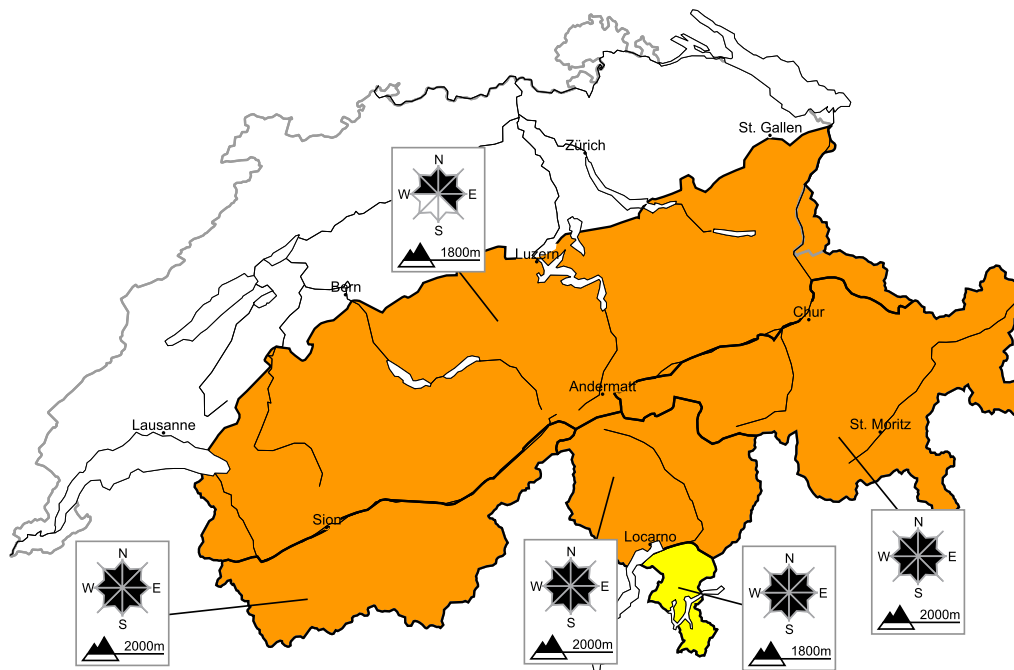 St. Gallen
Zürich
N
W E
S
1800m
Luzern
Bern
Chur
Andermatt
Lausanne
St. Moritz
Sion
Locarno
N
W E
S
2000m
N
W E
S
2000m
N
W E
S
1800m
N
W E
S
2000m